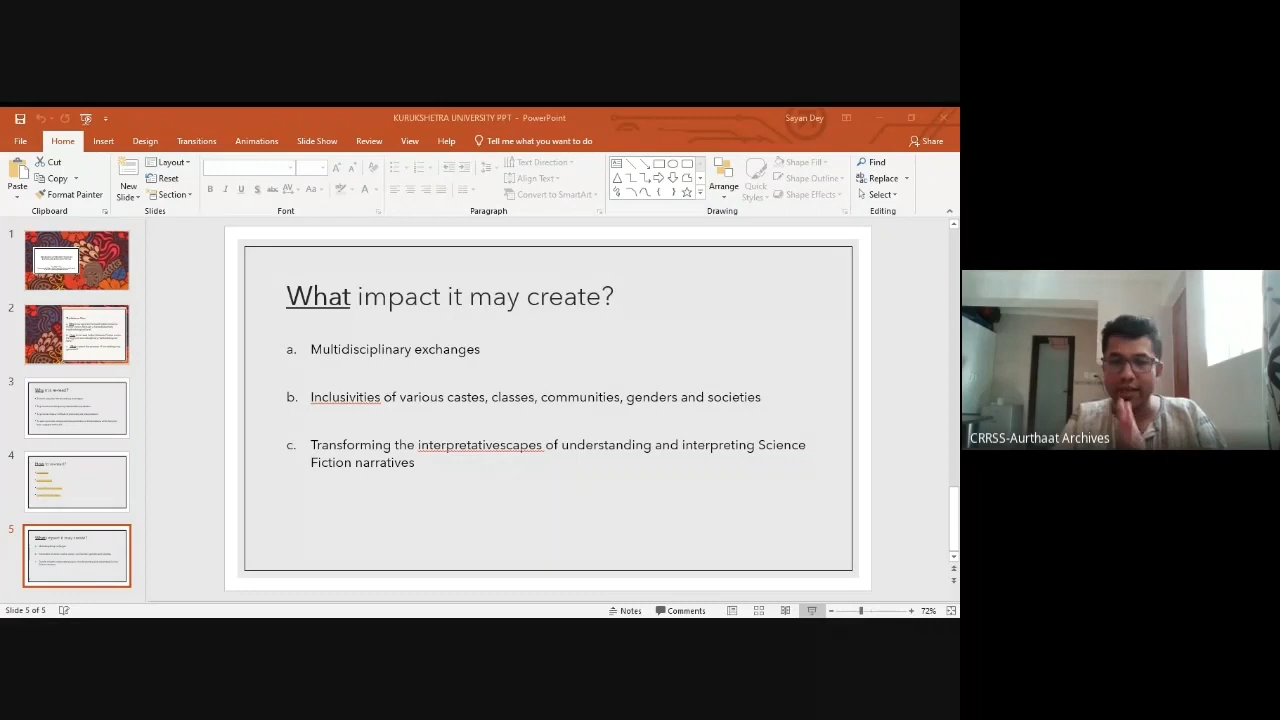 KURUKSHETRA UNIVERSITY PPT - PowerPoint
Sayan Dey
File Home Insert Design Transitions Animations Slide Show Review View Help Tell me what you want to do Share
Paste
Cut
Copy
Format Painter
Clipboard
New Slide
Layout
Reset
Section
Slides
Font
Text Direction
Align Text
Convert to SmartArt
Paragraph
Arrange
Quick Styles
Shape Fill
Shape Outline
Shape Effects
Drawing
Find
Replace
Select
Editing
1
2
3
4
5
What impact it may create?
a. Multidisciplinary exchanges
b. Inclusivities of various castes, classes, communities, genders and societies
c. Transforming the interpretativescapes of understanding and interpreting Science
Fiction narratives
CRRSS-Aurthaat Archives
Slide 5 of 5
Notes Comments 72%